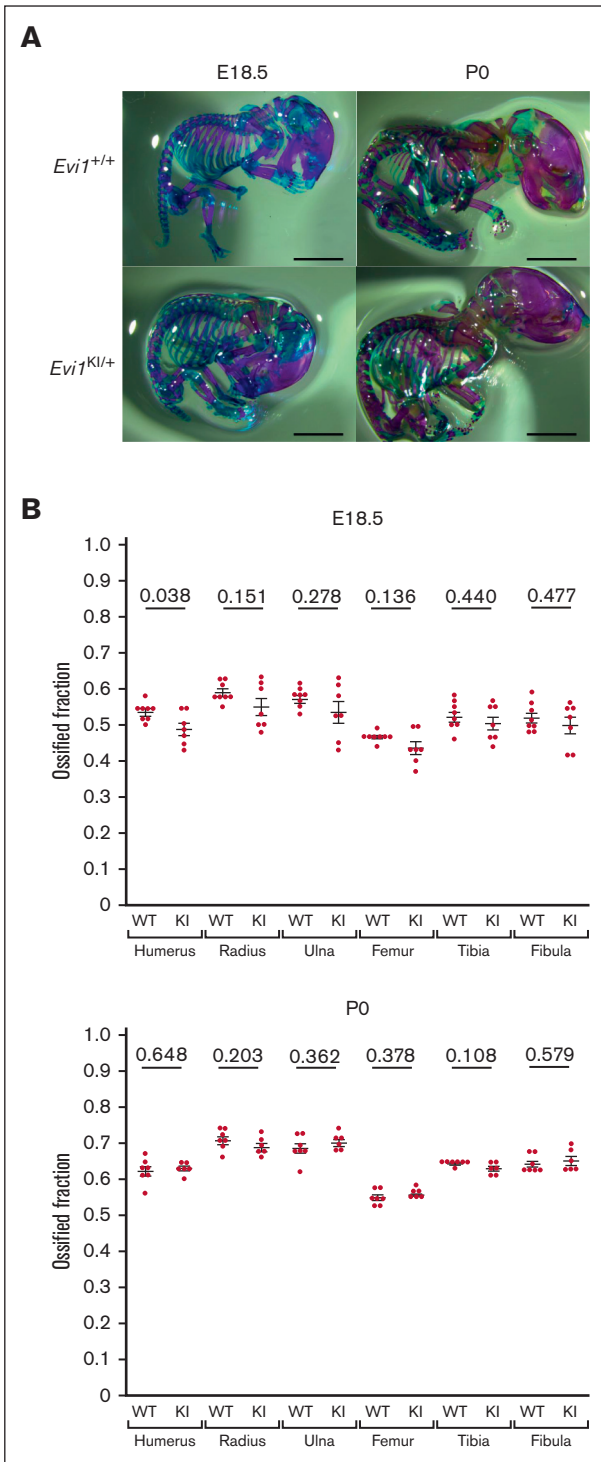 A
E18.5 P0
Evi1+/+
Evi1KI/+
B
E18.5
Ossified fraction
1.0
0.9
0.8
0.7
0.6
0.5
0.4
0.3
0.2
0.1
0
0.038 0.151 0.278 0.136 0.440 0.477
WT KI WT KI WT KI WT KI WT KI WT KI
Humerus Radius Ulna Femur Tibia Fibula
P0
Ossified fraction
1.0
0.9
0.8
0.7
0.6
0.5
0.4
0.3
0.2
0.1
0
0.648 0.203 0.362 0.378 0.108 0.579
WT KI WT KI WT KI WT KI WT KI WT KI
Humerus Radius Ulna Femur Tibia Fibula